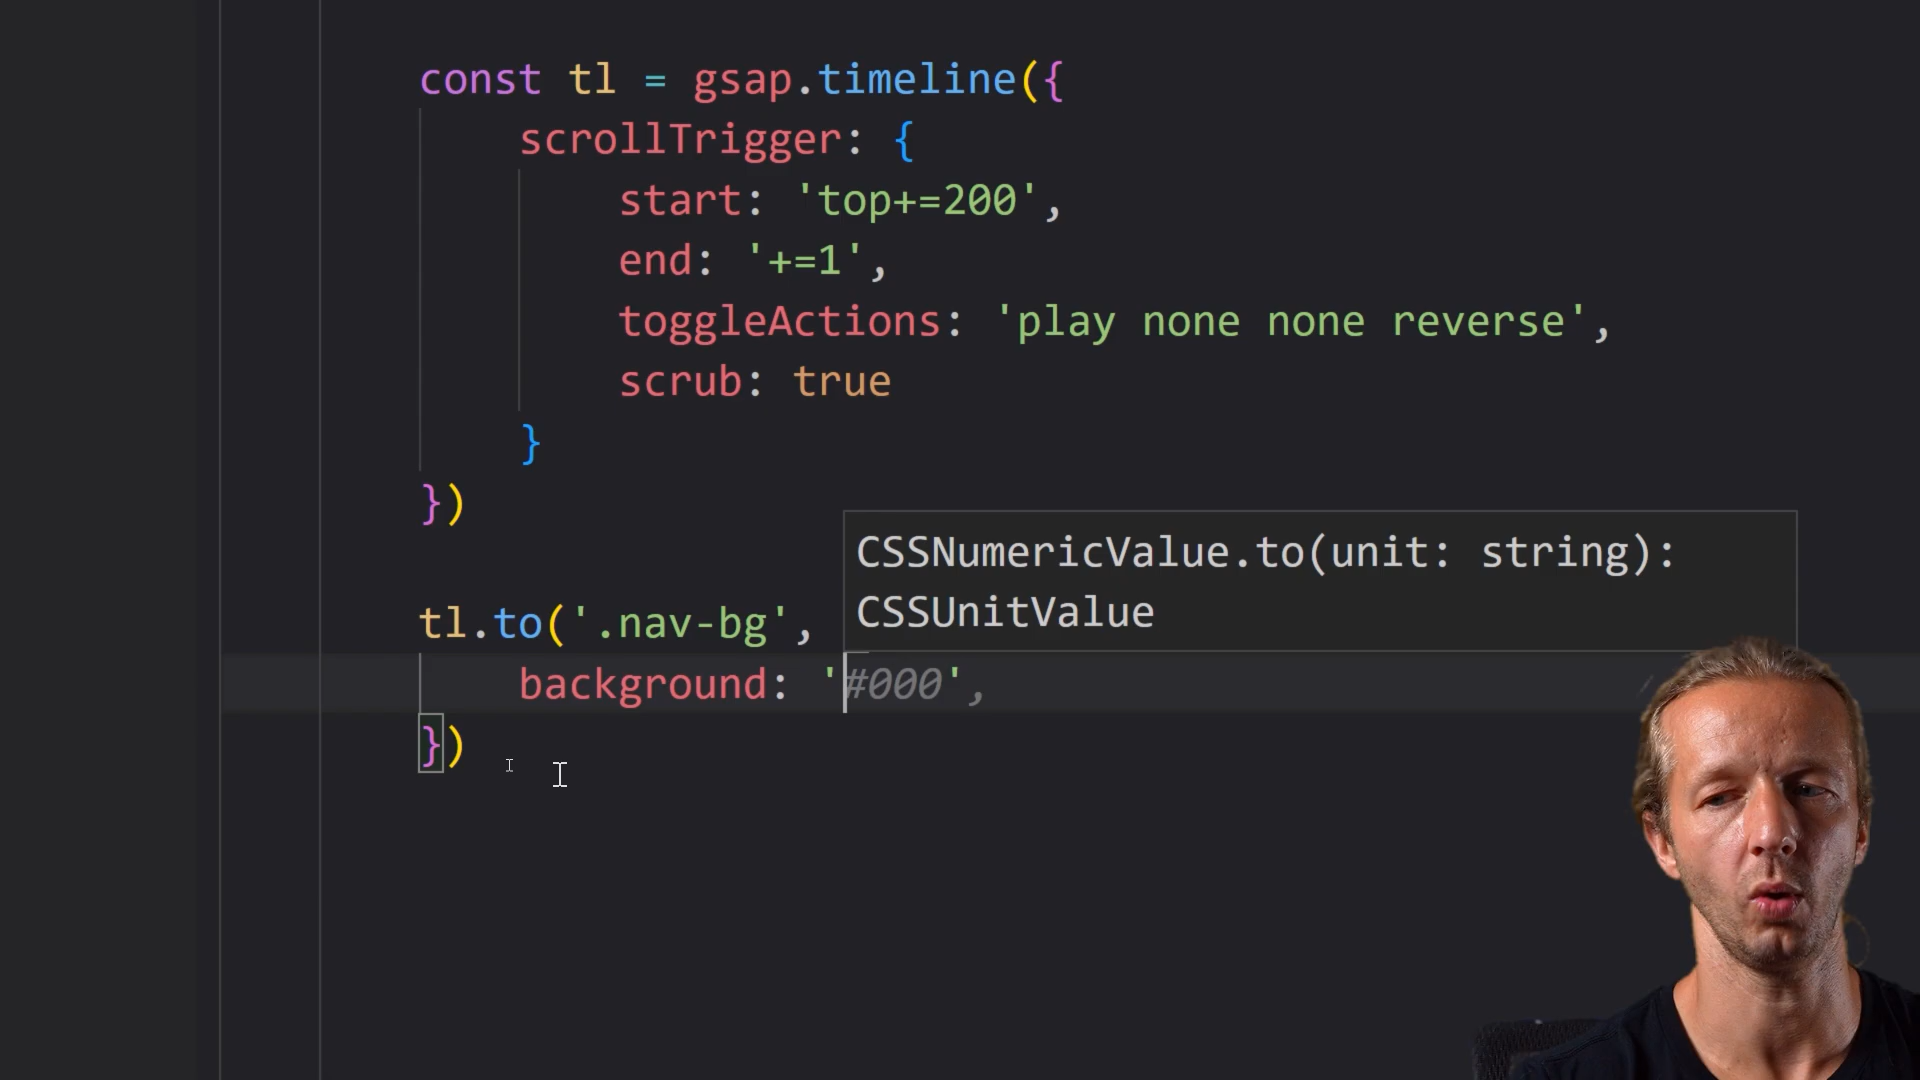 const tl = gsap.timeline({
scrollTrigger: {
start: 'top+=200',
end: '+=1',
toggleActions: 'play none none reverse',
scrub: true
}
})
CSSNumericValue.to(unit: string):
CSSUnitValue
tl.to('.nav-bg',
background: '#000',
})